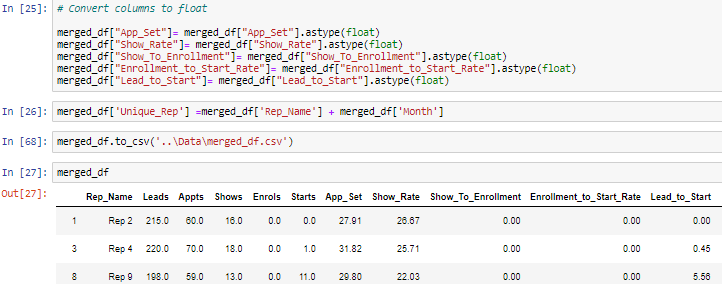 In [25]: # Convert columns to float
merged_df["App_Set"]= merged_df["App_Set"].astype(float)
merged_df["Show_Rate"]= merged_df["Show_Rate"].astype(float)
merged_df["Show_To_Enrollment"]= merged_df["Show_To_Enrollment"].astype(float)
merged_df["Enrollment_to_Start_Rate"]= merged_df["Enrollment_to_Start_Rate"].astype(float)
merged_df["Lead_to_Start"]= merged_df["Lead_to_Start"].astype(float)
In [26]: merged_df['Unique_Rep'] =merged_df['Rep_Name'] + merged_df['Month']
In [68]: merged_df.to_csv('..\Data\merged_df.csv')
In [27]: merged_df
Out[27]:
Rep_Name Leads Appts Shows Enrols Starts App_Set Show_Rate Show_To_Enrollment Enrollment_to_Start_Rate Lead_to_Start
1 Rep 2 215.0 60.0 16.0 0.0 0.0 27.91 26.67 0.00 0.00 0.00
3 Rep 4 220.0 70.0 18.0 0.0 1.0 31.82 25.71 0.00 0.00 0.45
8 Rep 9 198.0 59.0 13.0 0.0 11.0 29.80 22.03 0.00 0.00 5.56